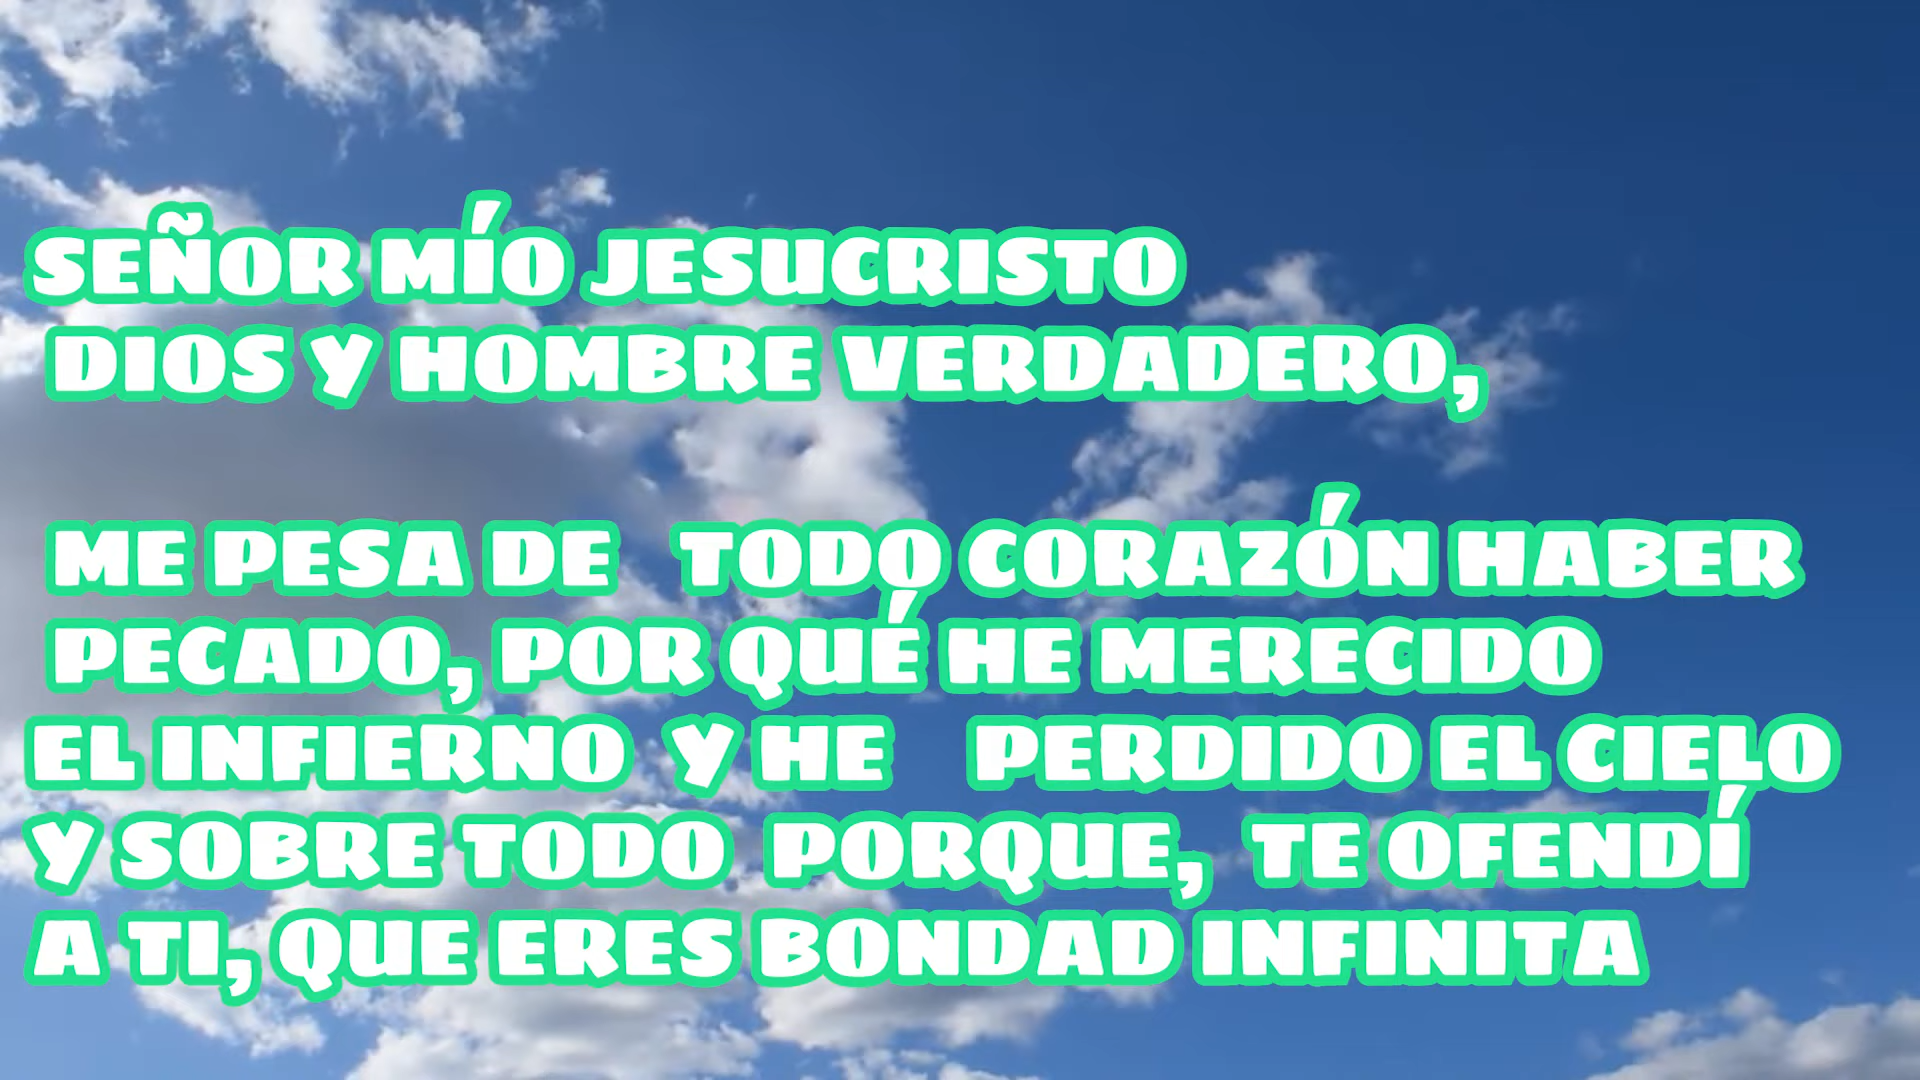 SEÑOR MÍO JESUCRISTO
DIOS Y HOMBRE VERDADERO,
ME PESA DE TODO CORAZÓN HABER
PECADO, POR QUÉ HE MERECIDO
EL INFIERNO Y HE PERDIDO EL CIELO
Y SOBRE TODO PORQUE, TE OFENDÍ
A TI, QUE ERES BONDAD INFINITA